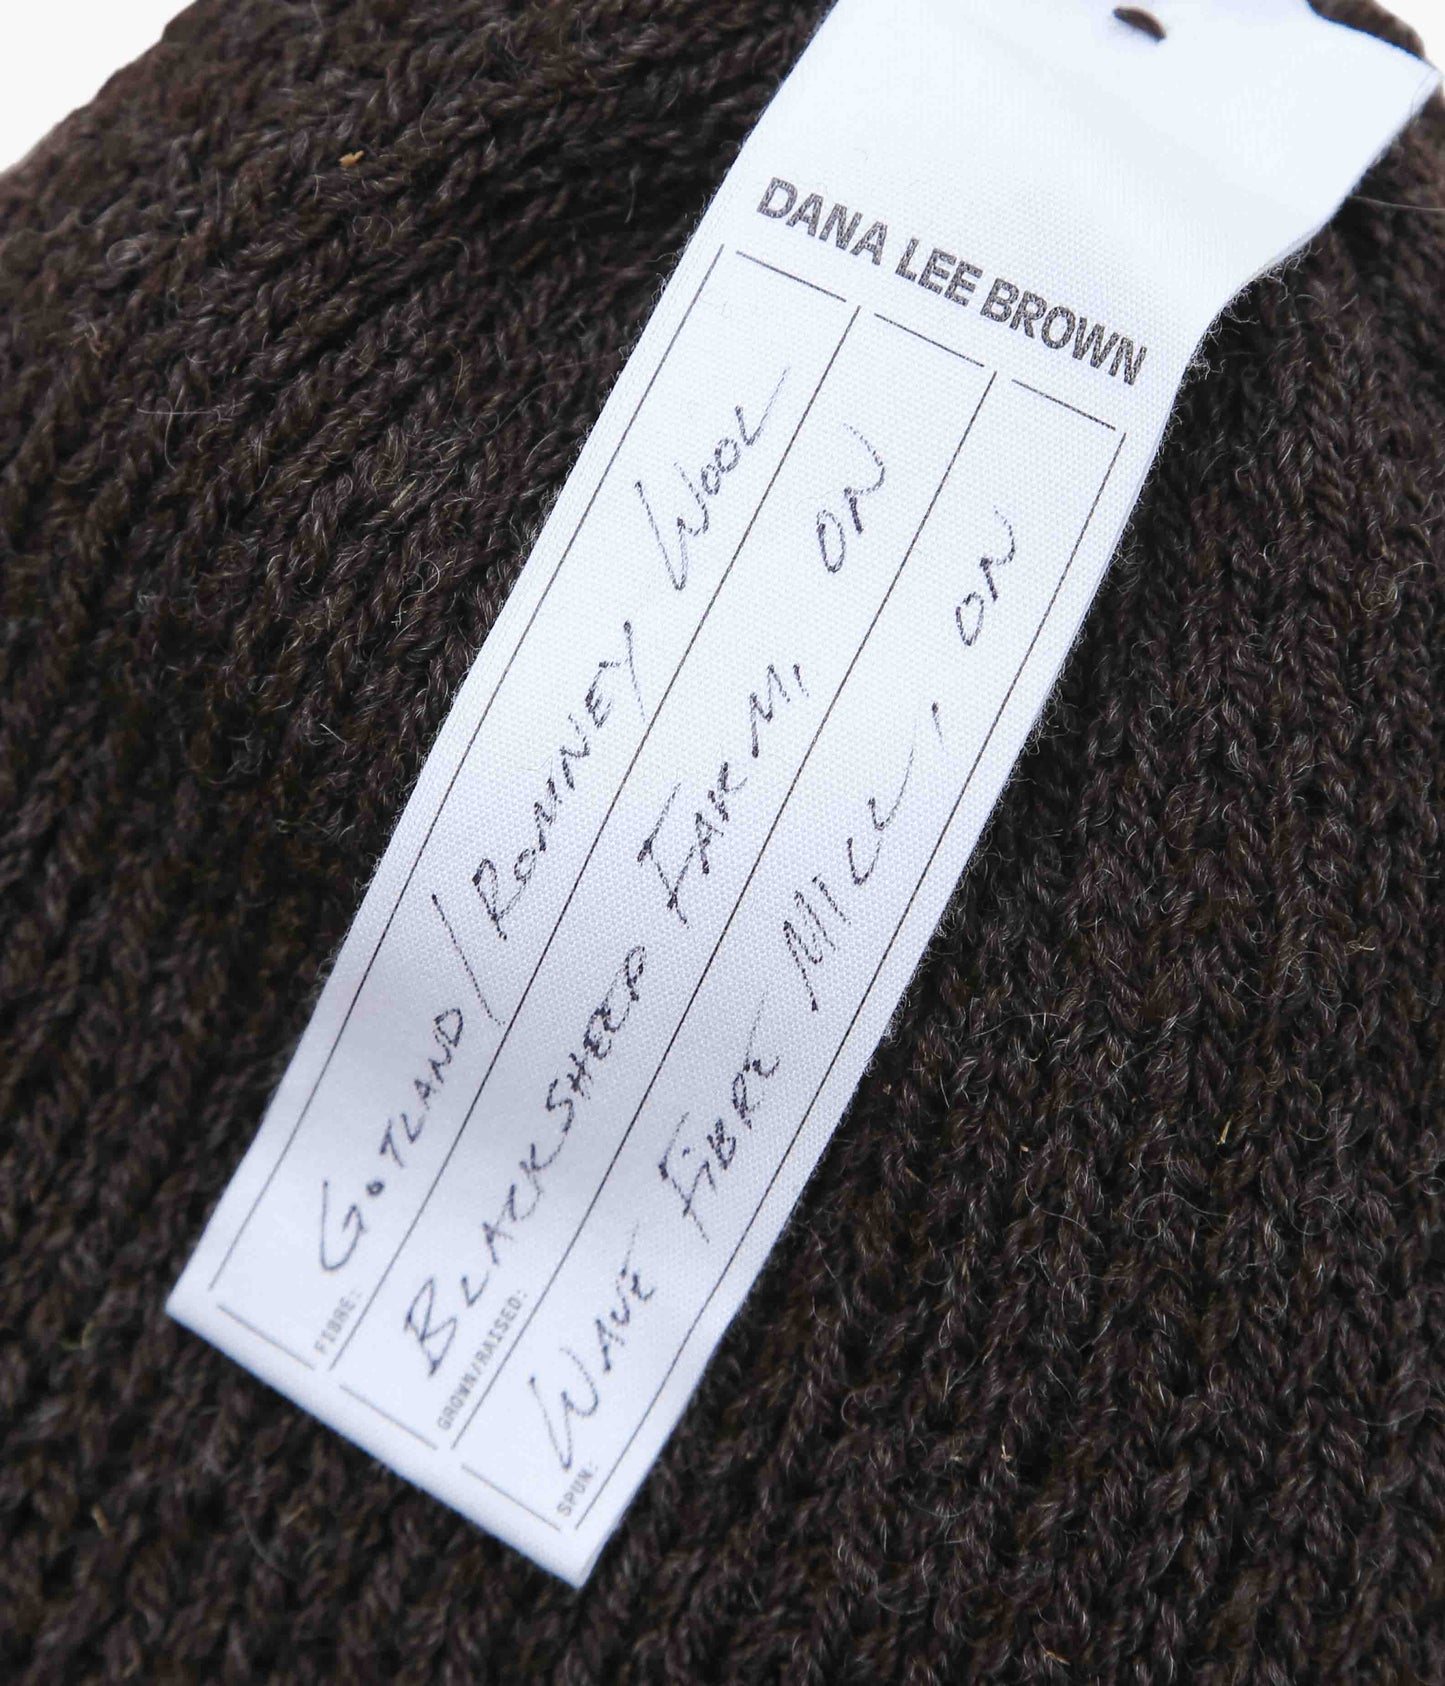 DANA LEE BROWN
FIBRE: GOTLAND/ROMNEY WOOL
GROWN/RAISED: BLACKSHEEP FARM, ON
SPUN: WAVE FIBRE MILL, ON